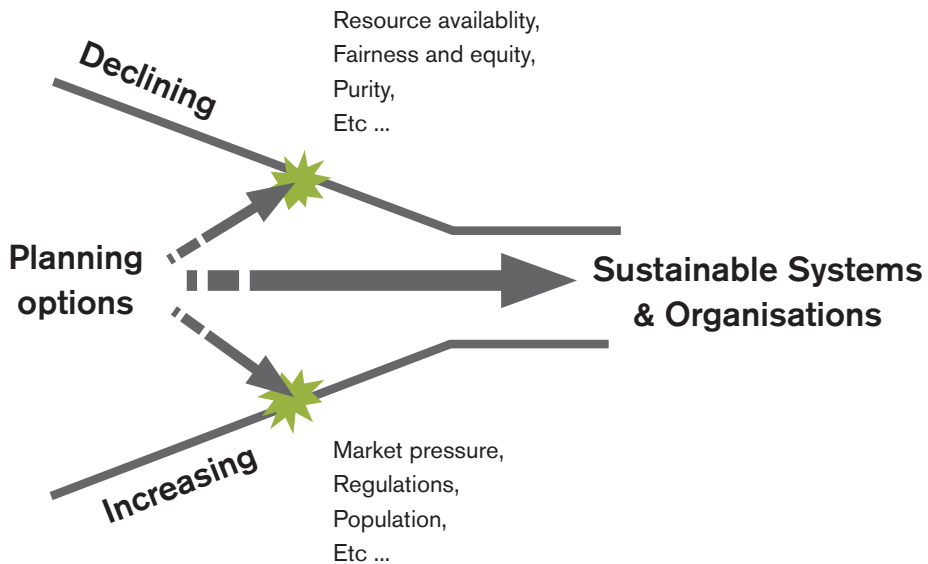 Declining
Resource availablity,
Fairness and equity,
Purity,
Etc ...
Planning
options
Sustainable Systems
& Organisations
Increasing
Market pressure,
Regulations,
Population,
Etc ...